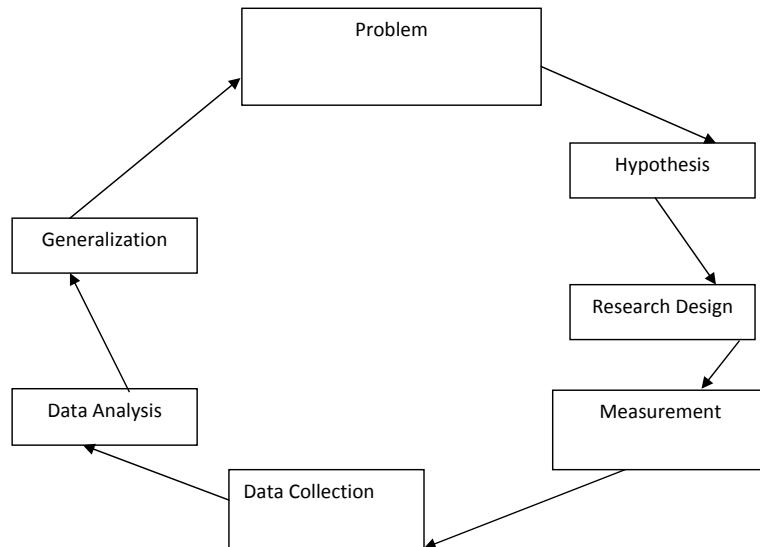 Problem
Hypothesis
Generalization
Research Design
Data Analysis
Measurement
Data Collection